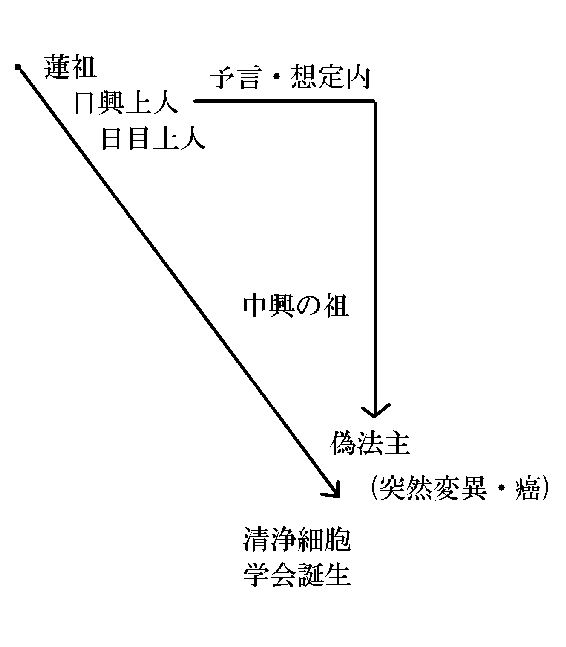 蓮祖
予言・想定内
日興上人
日目上人
中興の祖
偽法主
(突然変異・癌)
清浄細胞
学会誕生